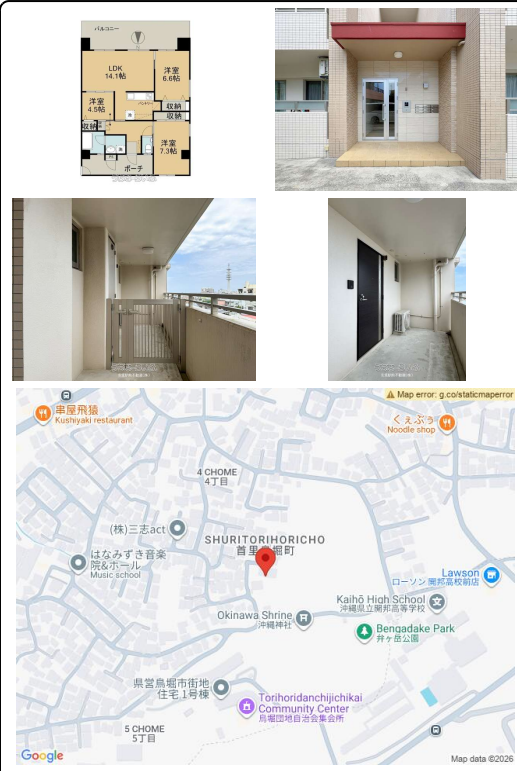 バルコニー
LDK
14.1帖
洋室
6.6帖
洋室
4.5帖
収納
収納
収納
洋室
7.3帖
ポーチ
Map error: g.co/staticmaperror
串屋飛猿
Kushiyaki restaurant
くぇぶぅ
Noodle shop
4 CHOME
4丁目
(株)三志act
SHURITORIHORICHO
首里鳥堀町
はなみずき音楽
院&ホール
Music school
Lawson
ローソン 開邦高校前店
Kaihō High School
沖縄県立開邦高等学校
Okinawa Shrine
沖縄神社
Bengadake Park
弁ヶ岳公園
県営鳥堀市街地
住宅 1号棟
Torihoridanchijichikai
Community Center
鳥堀団地自治会集会所
5 CHOME
5丁目
Google
Map data ©2026